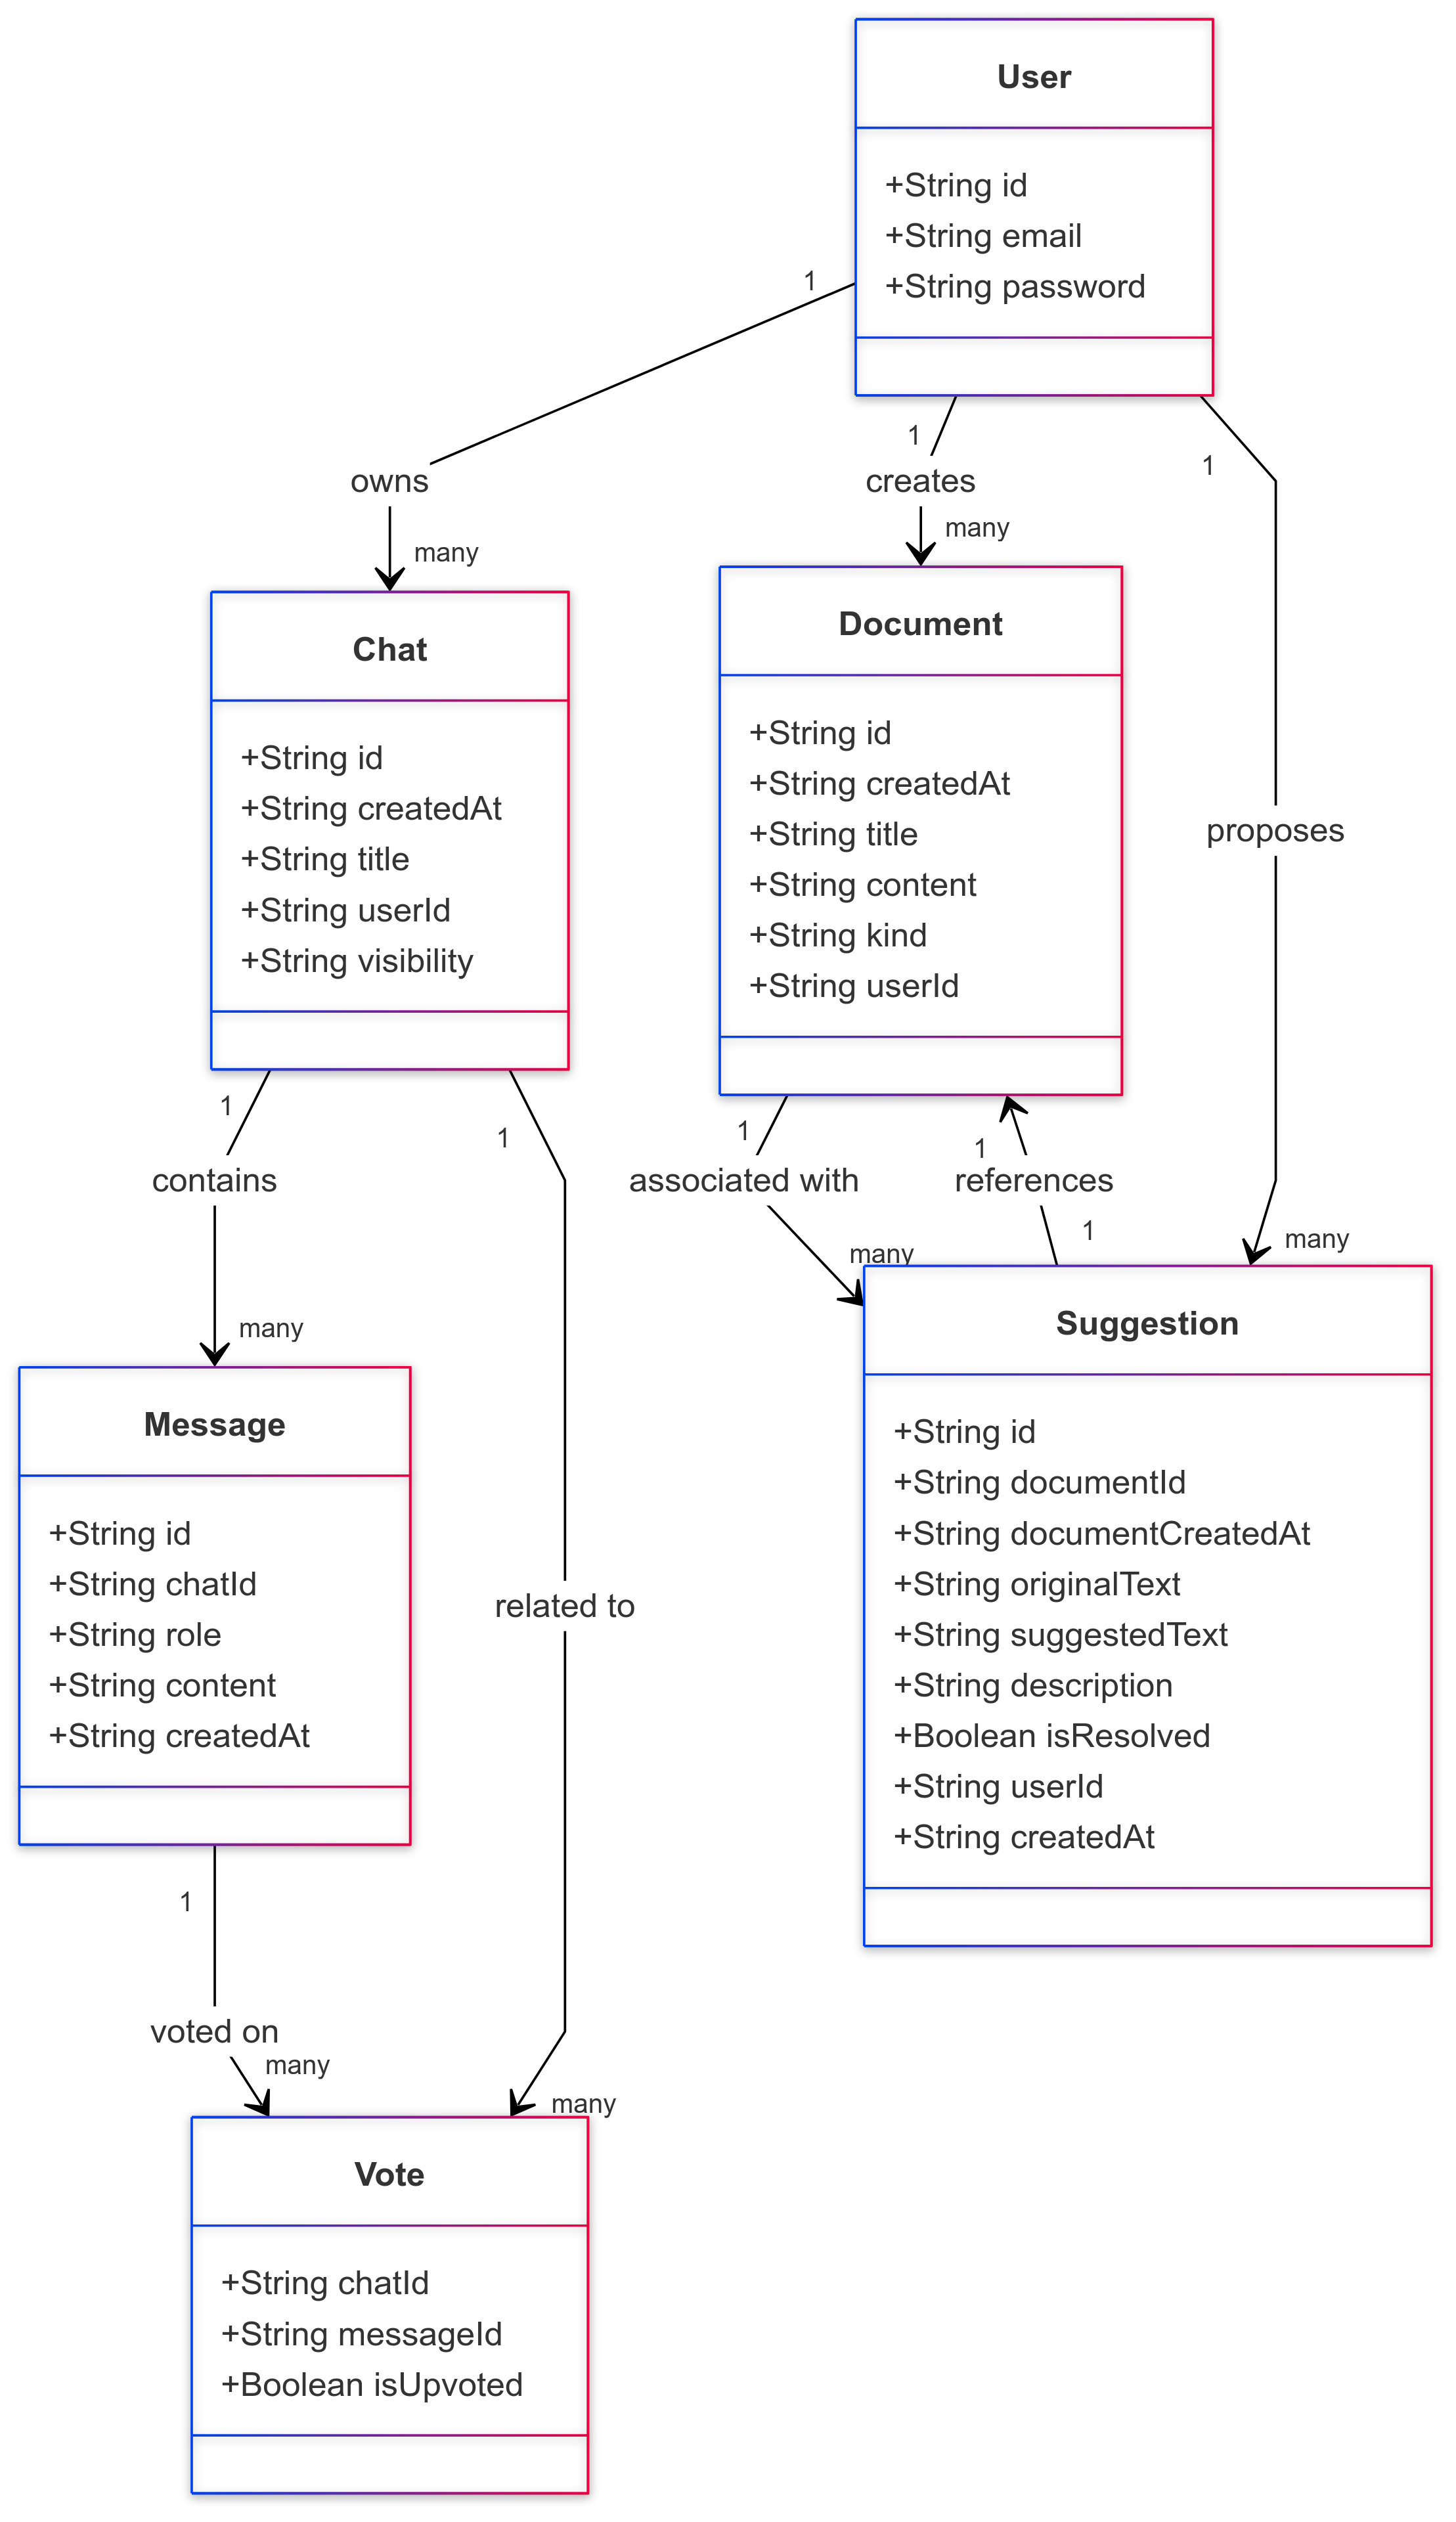 User
+String id
+String email
+String password
1
owns
many
1
creates
many
1
proposes
many
Chat
+String id
+String createdAt
+String title
+String userId
+String visibility
Document
+String id
+String createdAt
+String title
+String content
+String kind
+String userId
1
contains
many
1
related to
many
1
associated with
many
1
references
1
Message
+String id
+String chatId
+String role
+String content
+String createdAt
Suggestion
+String id
+String documentId
+String documentCreatedAt
+String originalText
+String suggestedText
+String description
+Boolean isResolved
+String userId
+String createdAt
1
voted on
many
Vote
+String chatId
+String messageId
+Boolean isUpvoted